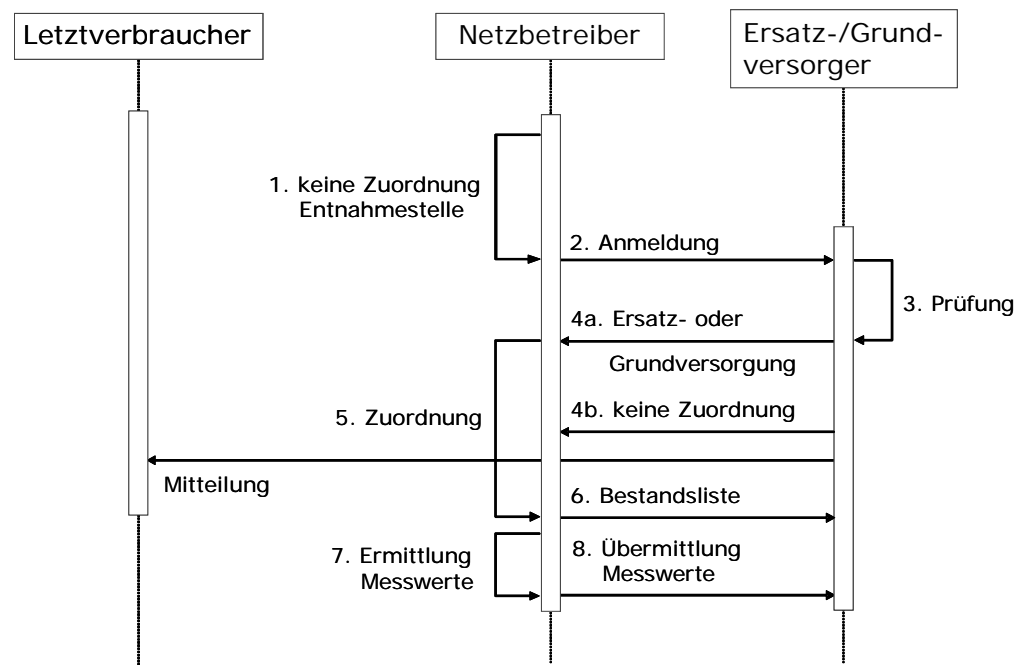 Letztverbraucher
Netzbetreiber
Ersatz-/Grund-
versorger
1. keine Zuordnung
Entnahmestelle
2. Anmeldung
3. Prüfung
4a. Ersatz- oder
Grundversorgung
5. Zuordnung
4b. keine Zuordnung
Mitteilung
6. Bestandsliste
7. Ermittlung
Messwerte
8. Übermittlung
Messwerte